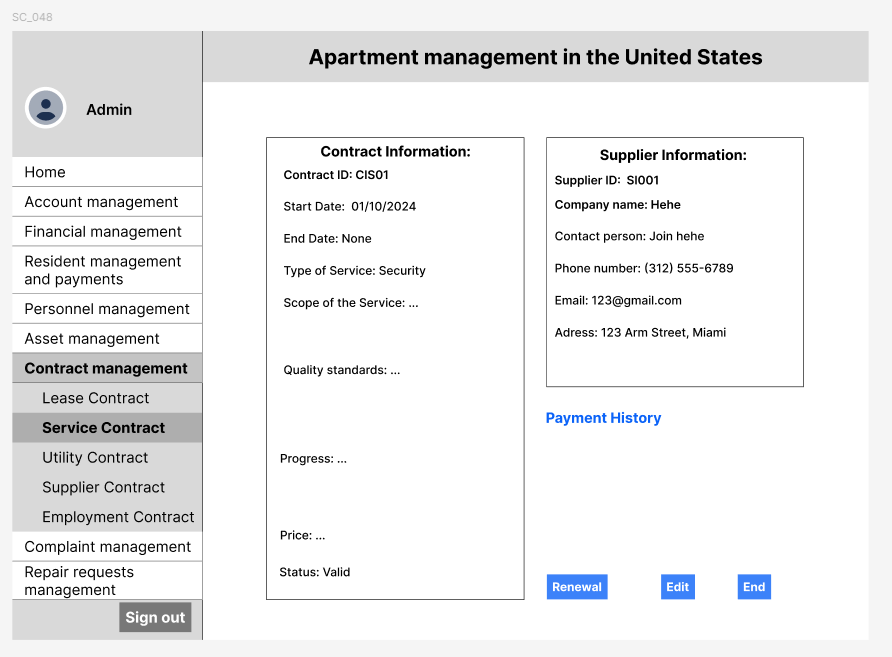 SC_048
Apartment management in the United States
Admin
Home
Account management
Financial management
Resident management
and payments
Personnel management
Asset management
Contract management
Lease Contract
Service Contract
Utility Contract
Supplier Contract
Employment Contract
Complaint management
Repair requests
management
Sign out
Contract Information:
Contract ID: CIS01
Start Date:  01/10/2024
End Date: None
Type of Service: Security
Scope of the Service: ...
Quality standards: ...
Progress: ...
Price: ...
Status: Valid
Supplier Information:
Supplier ID:  SI001
Company name: Hehe
Contact person: Join hehe
Phone number: (312) 555-6789
Email: 123@gmail.com
Adress: 123 Arm Street, Miami
Payment History
Renewal
Edit
End